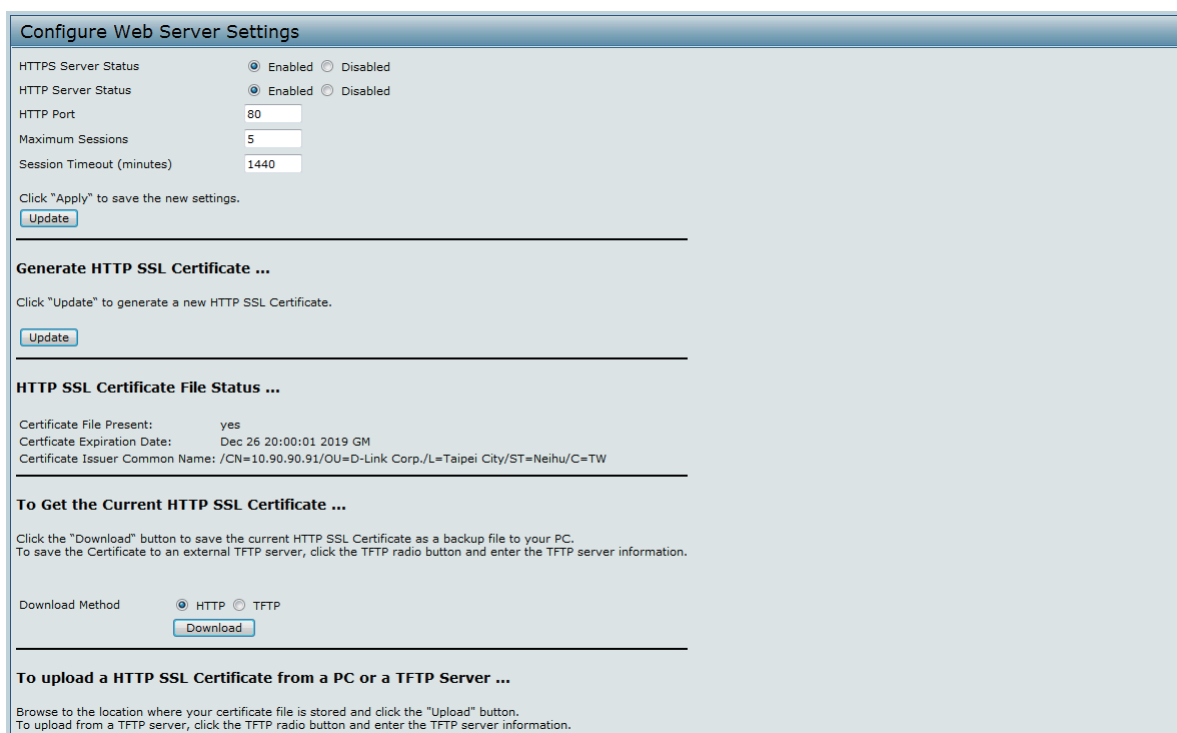 Configure Web Server Settings
HTTPS Server Status Enabled Disabled
HTTP Server Status Enabled Disabled
HTTP Port 80
Maximum Sessions 5
Session Timeout (minutes) 1440
Click "Apply" to save the new settings.
Update
Generate HTTP SSL Certificate ...
Click "Update" to generate a new HTTP SSL Certificate.
Update
HTTP SSL Certificate File Status ...
Certificate File Present: yes
Certficate Expiration Date: Dec 26 20:00:01 2019 GM
Certificate Issuer Common Name: /CN=10.90.90.91/OU=D-Link Corp./L=Taipei City/ST=Neihu/C=TW
To Get the Current HTTP SSL Certificate ...
Click the "Download" button to save the current HTTP SSL Certificate as a backup file to your PC.
To save the Certificate to an external TFTP server, click the TFTP radio button and enter the TFTP server information.
Download Method HTTP TFTP
Download
To upload a HTTP SSL Certificate from a PC or a TFTP Server ...
Browse to the location where your certificate file is stored and click the "Upload" button.
To upload from a TFTP server, click the TFTP radio button and enter the TFTP server information.